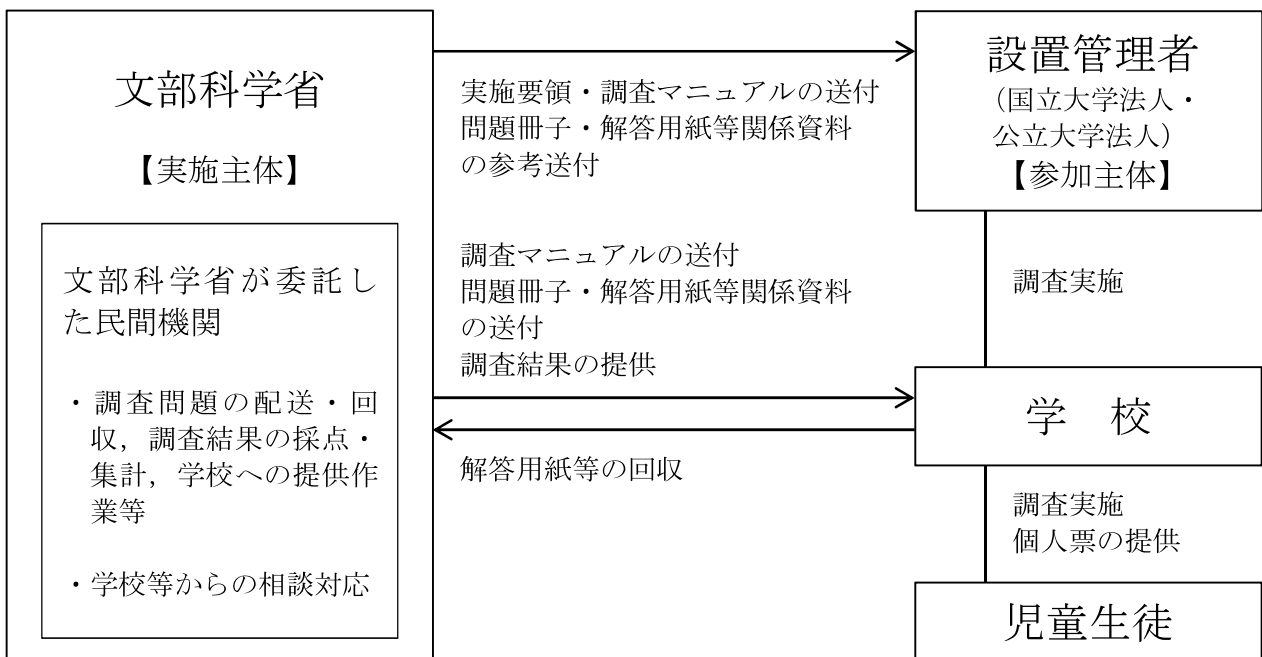 文部科学省
【実施主体】
文部科学省が委託し
た民間機関
・調査問題の配送・回
収，調査結果の採点・
集計，学校への提供作
業等
・学校等からの相談対応
実施要領・調査マニュアルの送付
問題冊子・解答用紙等関係資料
の参考送付
調査マニュアルの送付
問題冊子・解答用紙等関係資料
の送付
調査結果の提供
解答用紙等の回収
設置管理者
（国立大学法人・
公立大学法人）
【参加主体】
調査実施
学　校
調査実施
個人票の提供
児童生徒